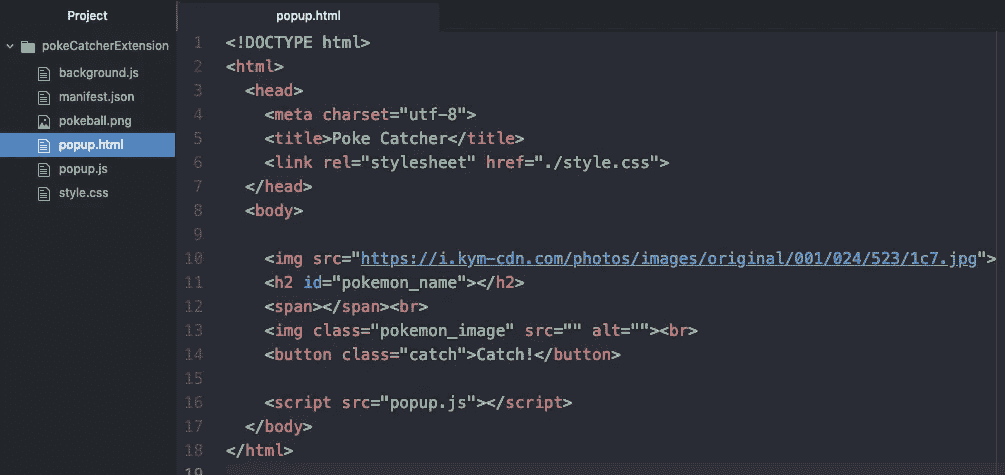 Project
pokeCatcherExtension
background.js
manifest.json
pokeball.png
popup.html
popup.js
style.css
popup.html
1 <!DOCTYPE html>
2 <html>
3 <head>
4 <meta charset="utf-8">
5 <title>Poke Catcher</title>
6 <link rel="stylesheet" href="./style.css">
7 </head>
8 <body>
9
10 <img src="https://i.kym-cdn.com/photos/images/original/001/024/523/1c7.jpg">
11 <h2 id="pokemon_name"></h2>
12 <span></span><br>
13 <img class="pokemon_image" src="" alt=""><br>
14 <button class="catch">Catch!</button>
15
16 <script src="popup.js"></script>
17 </body>
18 </html>
19